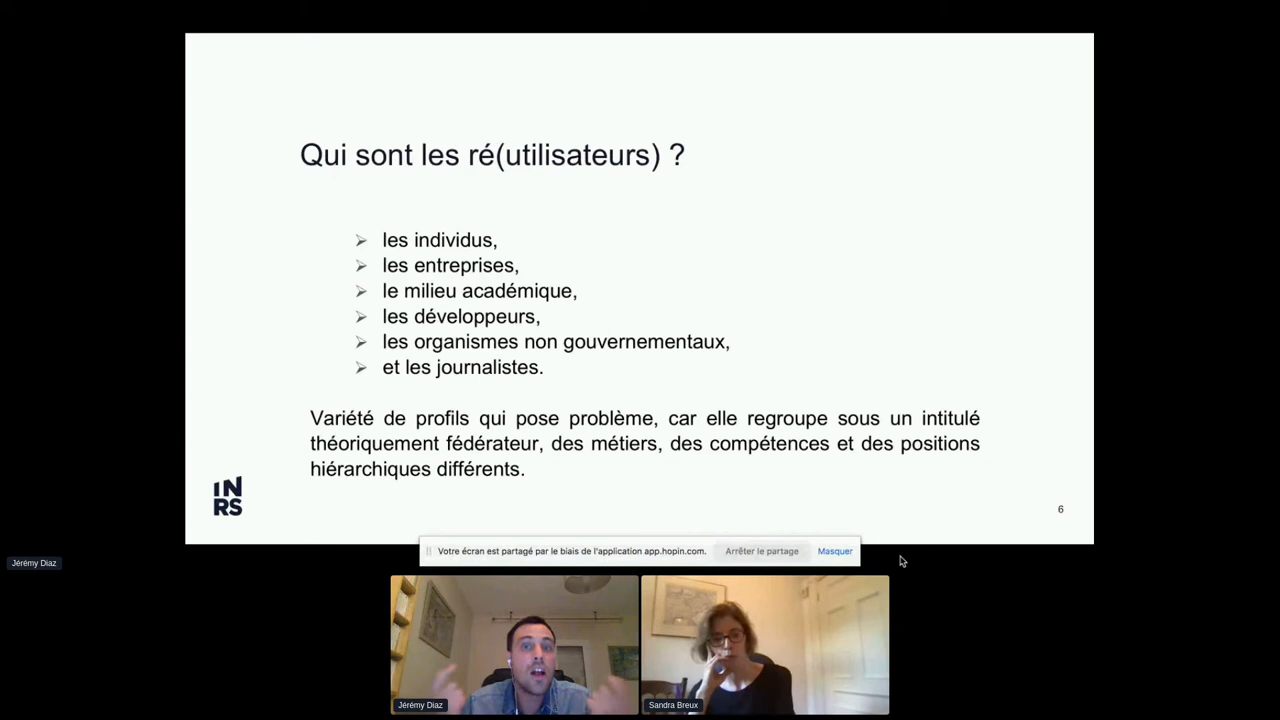 Qui sont les ré(utilisateurs) ?
➢ les individus,
➢ les entreprises,
➢ le milieu académique,
➢ les développeurs,
➢ les organismes non gouvernementaux,
➢ et les journalistes.
Variété de profils qui pose problème, car elle regroupe sous un intitulé
théoriquement fédérateur, des métiers, des compétences et des positions
hiérarchiques différents.
IN
RS
6
Votre écran est partagé par le biais de l'application app.hopin.com.
Arrêter le partage
Masquer
Jérémy Diaz
Jérémy Diaz
Sandra Breux